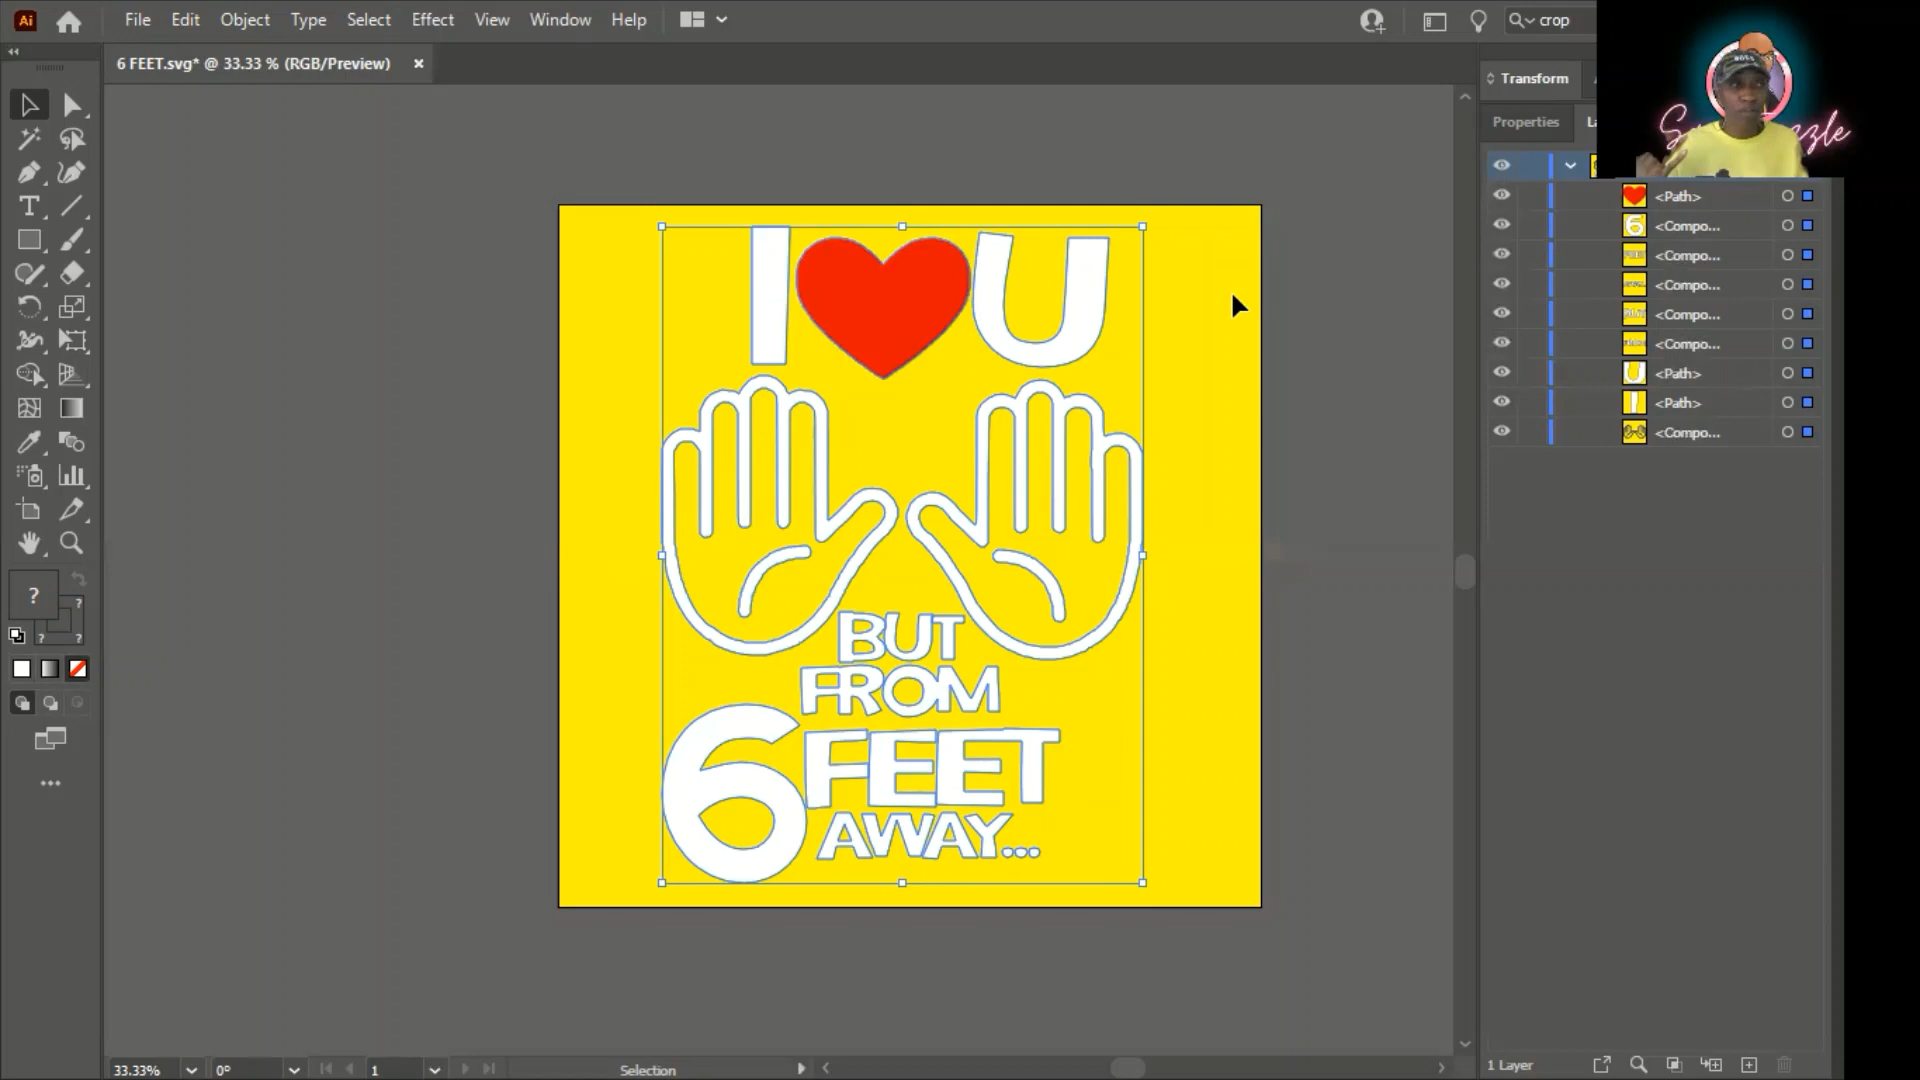 Ai File Edit Object Type Select Effect View Window Help crop
6 FEET.svg* @ 33.33 % (RGB/Preview) ×
Transform
Properties
<Path>
<Compo...
<Compo...
<Compo...
<Compo...
<Compo...
<Path>
<Path>
<Compo...
I U
BUT
FROM
6 FEET
AWAY...
?
?
?
?
33.33% 0° 1 Selection
1 Layer